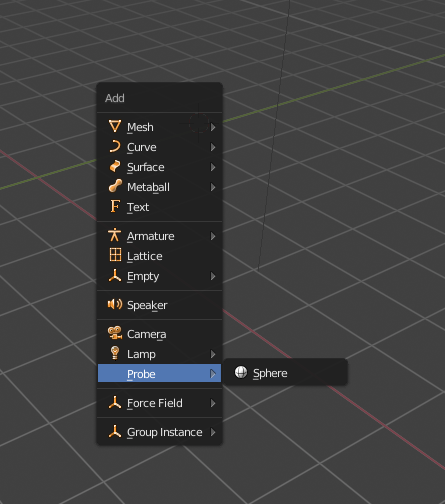 Add
Mesh
Curve
Surface
Metaball
Text
Armature
Lattice
Empty
Speaker
Camera
Lamp
Probe
Sphere
Force Field
Group Instance